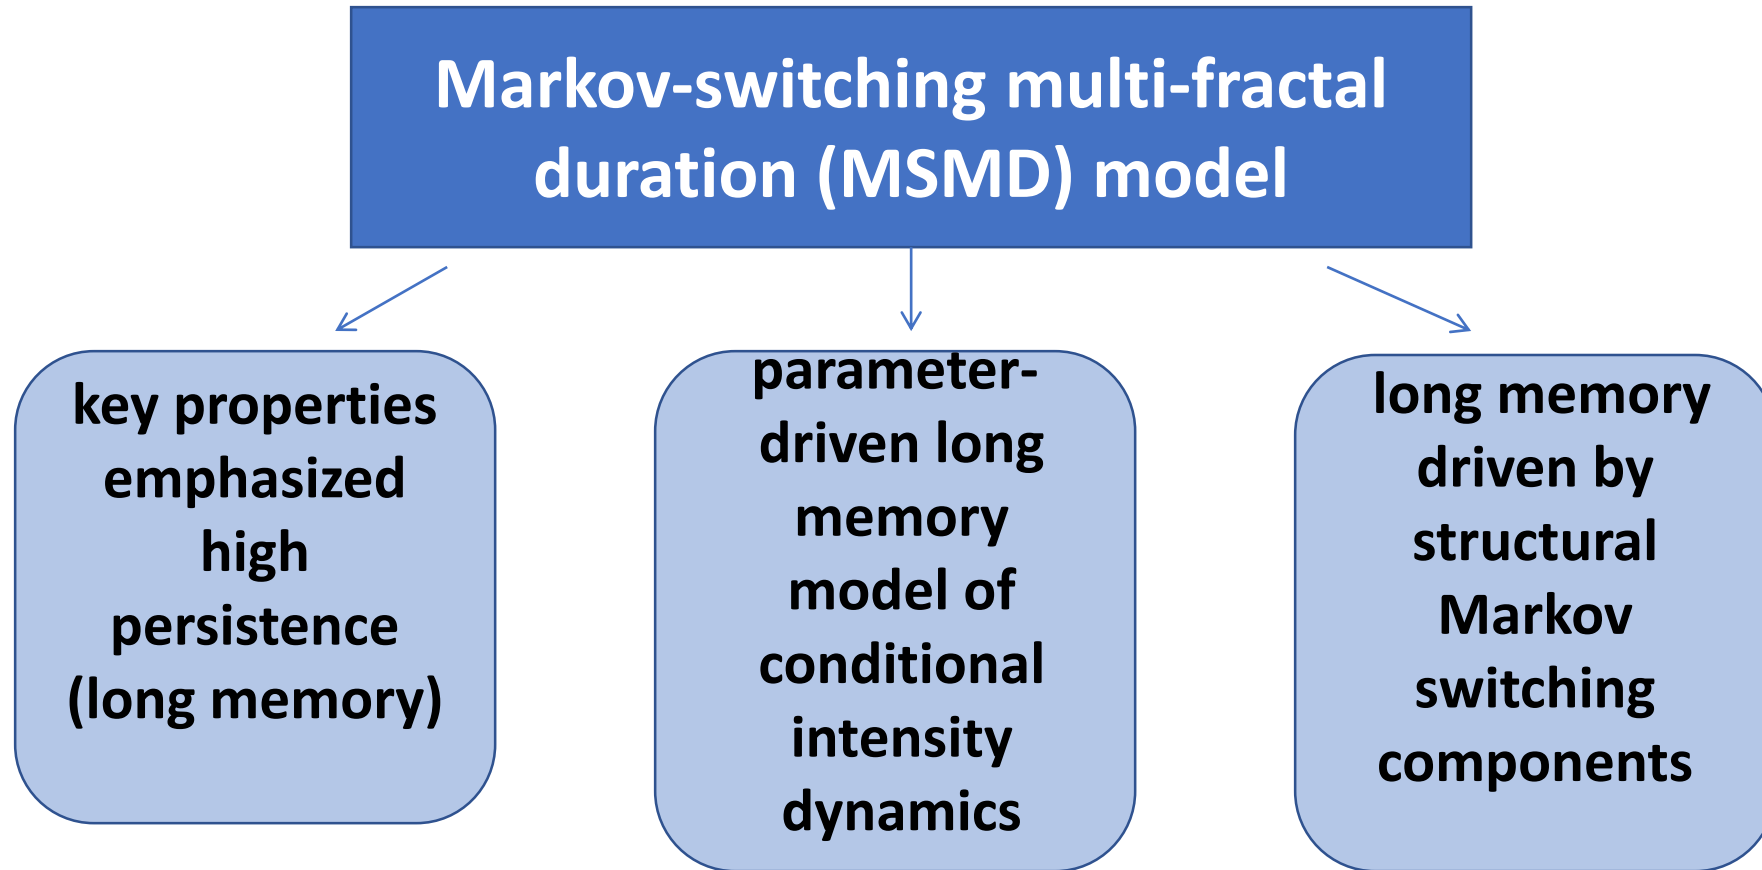 Markov-switching multi-fractal
duration (MSMD) model
key properties
emphasized
high
persistence
(long memory)
parameter-
driven long
memory
model of
conditional
intensity
dynamics
long memory
driven by
structural
Markov
switching
components